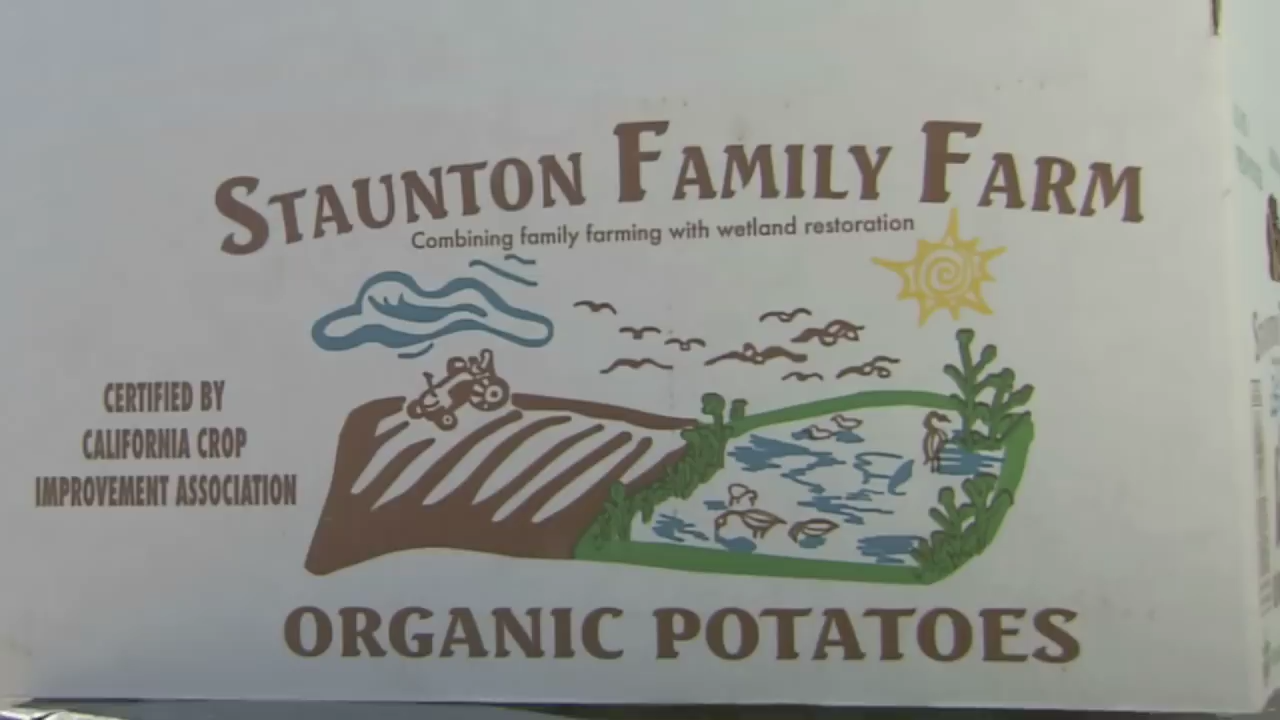 STAUNTON FAMILY FARM
Combining family farming with wetland restoration
CERTIFIED BY
CALIFORNIA CROP
IMPROVEMENT ASSOCIATION
ORGANIC POTATOES